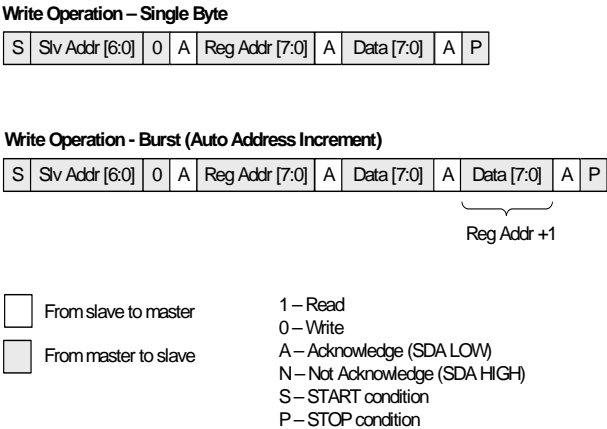 Write Operation – Single Byte
S Slv Addr [6:0] 0 A Reg Addr [7:0] A Data [7:0] A P
Write Operation - Burst (Auto Address Increment)
S Slv Addr [6:0] 0 A Reg Addr [7:0] A Data [7:0] A Data [7:0] A P
Reg Addr +1
From slave to master
From master to slave
1 – Read
0 – Write
A – Acknowledge (SDA LOW)
N – Not Acknowledge (SDA HIGH)
S – START condition
P – STOP condition